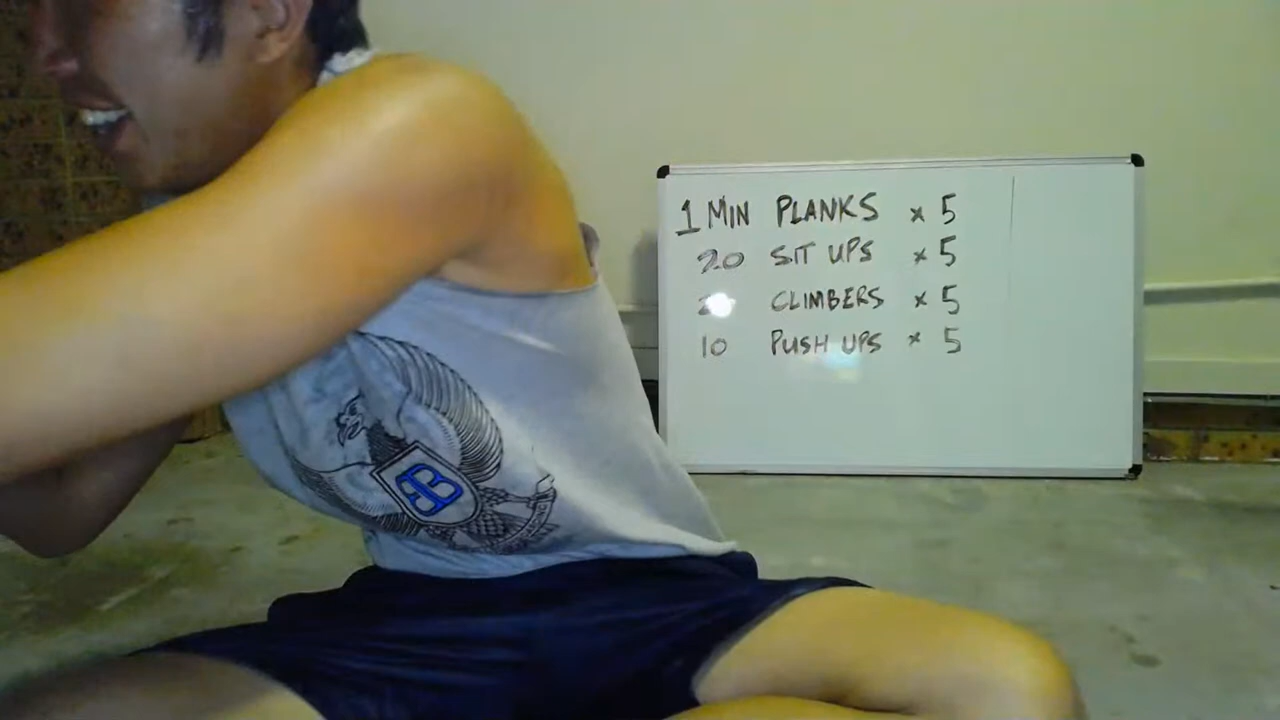 1 MIN PLANKS × 5
20 SIT UPS × 5
CLIMBERS × 5
10 PUSH UPS × 5
B